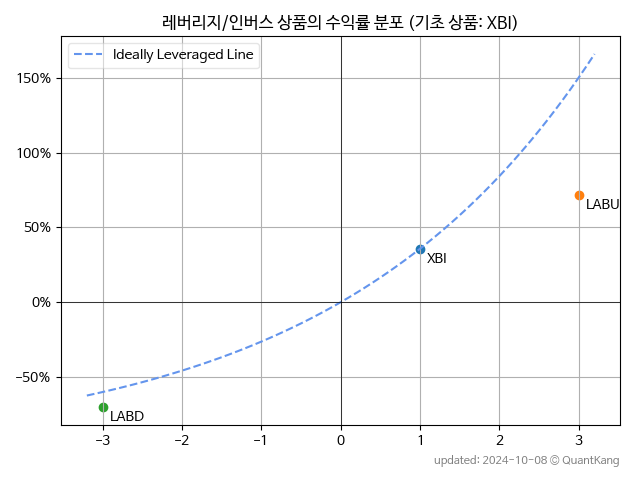 레버리지/인버스 상품의 수익률 분포 (기초 상품: XBI)
Ideally Leveraged Line
150%
100%
LABU
50%
XBI
0%
−50%
LABD
−3 −2 −1 0 1 2 3
updated: 2024-10-08 © QuantKang